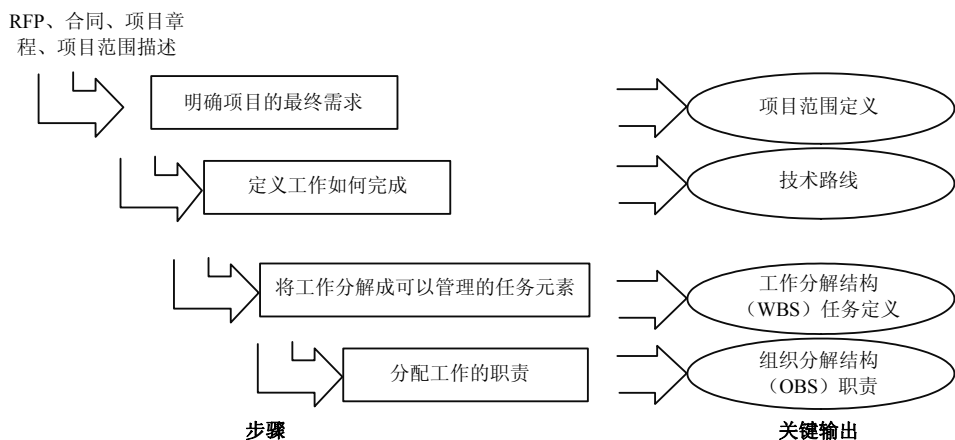 RFP、合同、项目章
程、项目范围描述
明确项目的最终需求
项目范围定义
定义工作如何完成
技术路线
将工作分解成可以管理的任务元素
工作分解结构
（WBS）任务定义
分配工作的职责
组织分解结构
（OBS）职责
步骤
关键输出